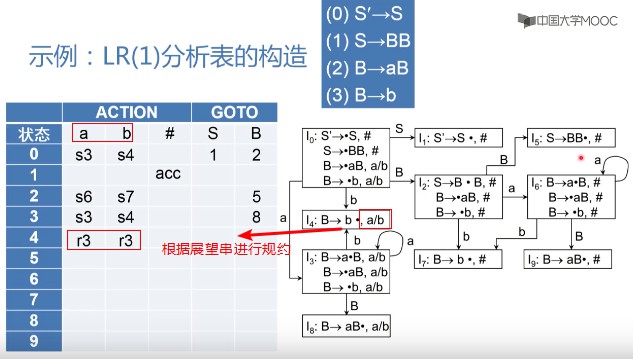 中国大学MOOC
示例：LR(1)分析表的构造
(0) S′→S
(1) S→BB
(2) B→aB
(3) B→b
ACTION GOTO
状态 a b # S B
0 s3 s4 1 2
1 acc
2 s6 s7 5
3 s3 s4 8
4 r3 r3
5
6
7
8
9
I0: S′→•S, #
S→•BB, #
B→•aB, a/b
B→ •b, a/b
S
I1: S′→S •, #
B
I2: S→B • B, #
B→•aB, #
B→ •b, #
B
I5: S→BB•, #
a
I6: B→a•B, #
B→•aB, #
B→ •b, #
a
b
I4: B→ b •, a/b
a
b
I3: B→a•B, a/b
B→•aB, a/b
B→ •b, a/b
a
b
I7: B→ b •, #
b
B
I9: B→ aB•, #
B
I8: B→ aB•, a/b
根据展望串进行规约